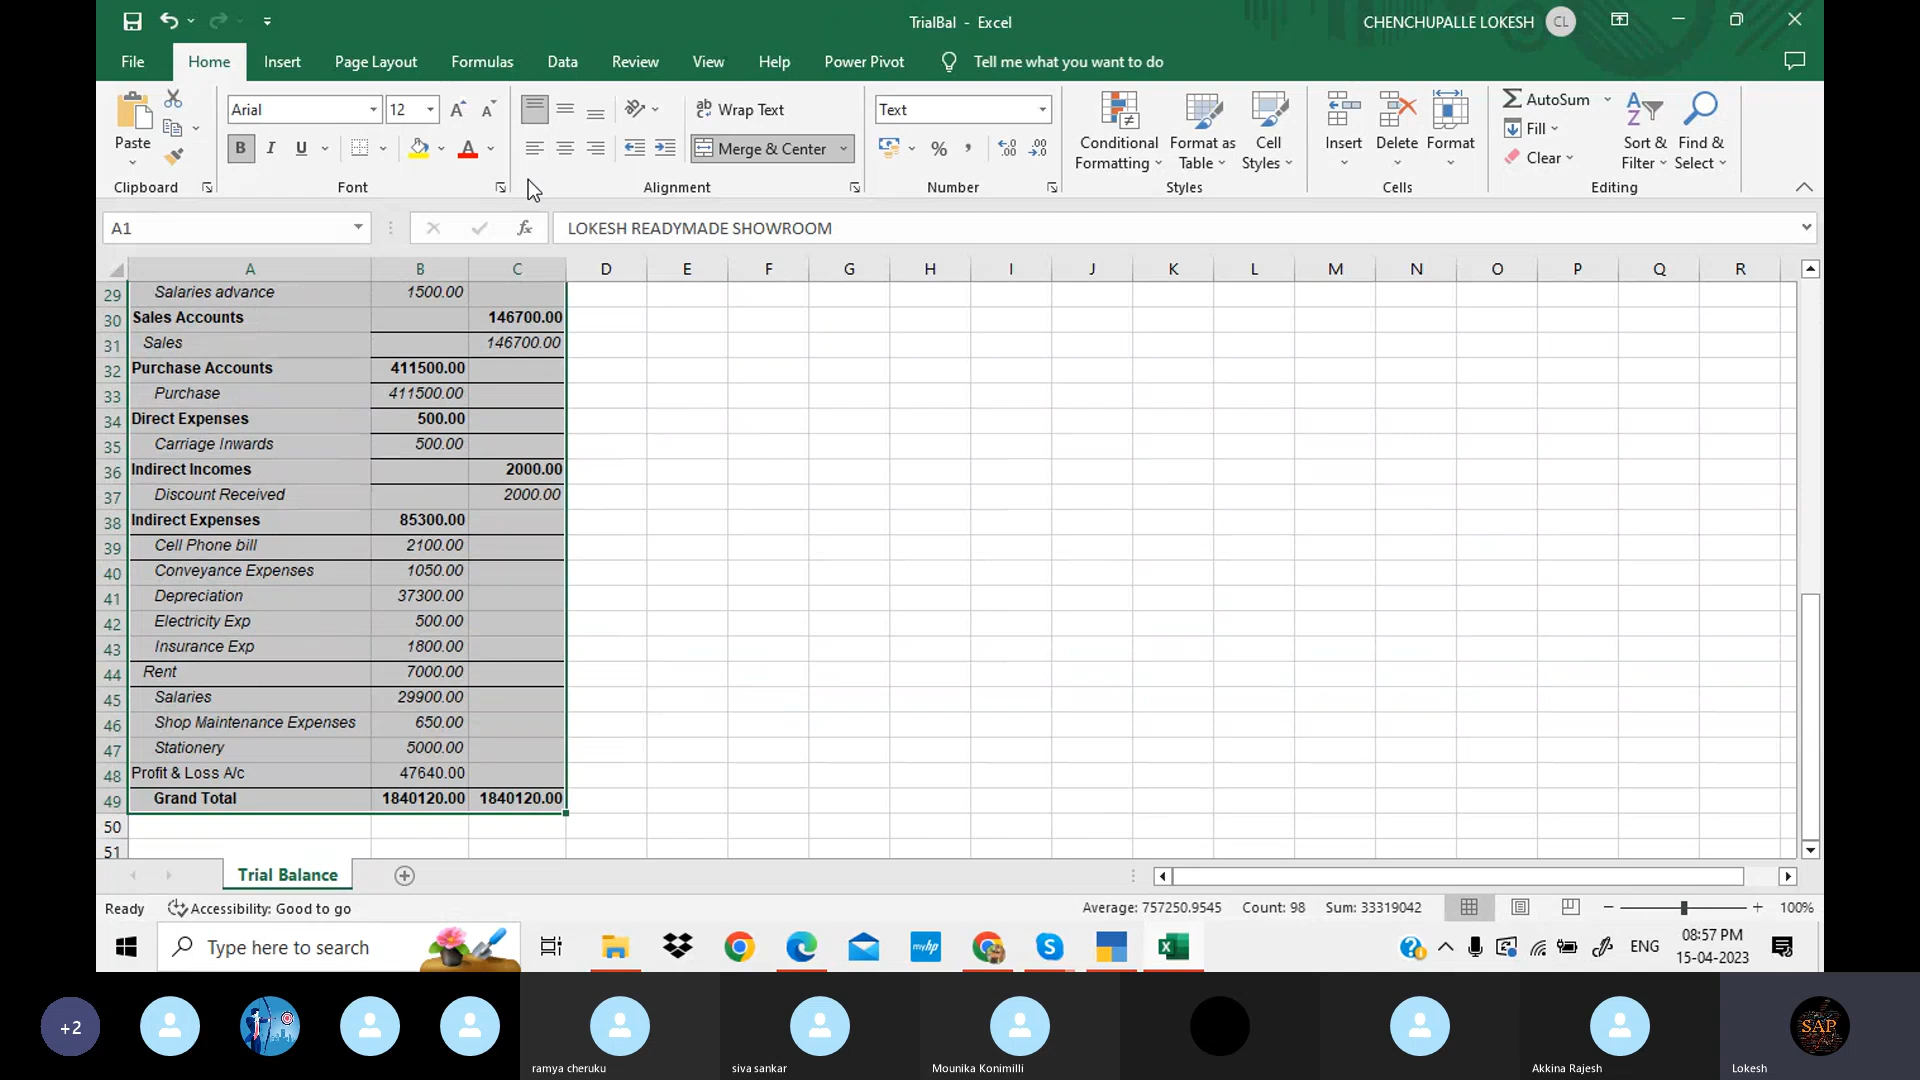 TrialBal - Excel
CHENCHUPALLE LOKESH CL
File Home Insert Page Layout Formulas Data Review View Help Power Pivot Tell me what you want to do
Paste
Clipboard
Arial 12
B I U A
Font
Wrap Text
Merge & Center
Alignment
Text
% ,
Number
Conditional Formatting
Format as Table
Cell Styles
Styles
Insert Delete Format
Cells
AutoSum
Fill
Clear
Sort & Filter
Find & Select
Editing
A1 fx LOKESH READYMADE SHOWROOM
A B C D E F G H I J K L M N O P Q R
29 Salaries advance 1500.00
30 Sales Accounts 146700.00
31 Sales 146700.00
32 Purchase Accounts 411500.00
33 Purchase 411500.00
34 Direct Expenses 500.00
35 Carriage Inwards 500.00
36 Indirect Incomes 2000.00
37 Discount Received 2000.00
38 Indirect Expenses 85300.00
39 Cell Phone bill 2100.00
40 Conveyance Expenses 1050.00
41 Depreciation 37300.00
42 Electricity Exp 500.00
43 Insurance Exp 1800.00
44 Rent 7000.00
45 Salaries 29900.00
46 Shop Maintenance Expenses 650.00
47 Stationery 5000.00
48 Profit & Loss A/c 47640.00
49 Grand Total 1840120.00 1840120.00
50
51
Trial Balance
Ready Accessibility: Good to go Average: 757250.9545 Count: 98 Sum: 33319042 100%
Type here to search myhp ENG 08:57 PM
15-04-2023
+2 SAP
ramya cheruku siva sankar Mounika Konimilli Akkina Rajesh Lokesh